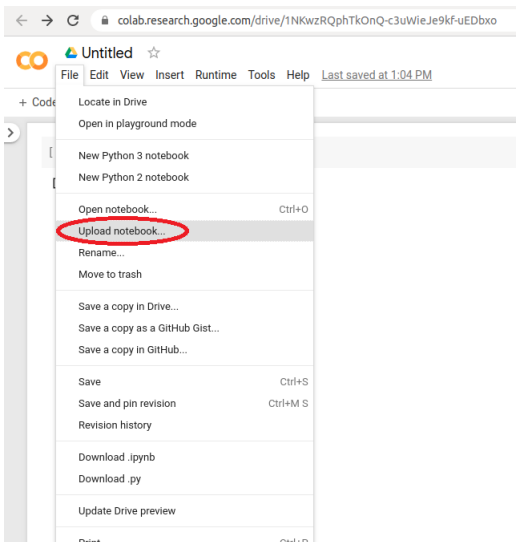 colab.research.google.com/drive/1NKwzRQphTkOnQ-c3uWieJe9kf-uEDbxo
Untitled
File Edit View Insert Runtime Tools Help Last saved at 1:04 PM
+ Code
Locate in Drive
Open in playground mode
[
New Python 3 notebook
New Python 2 notebook
[
Open notebook... Ctrl+O
Upload notebook...
Rename...
Move to trash
Save a copy in Drive...
Save a copy as a GitHub Gist...
Save a copy in GitHub...
Save Ctrl+S
Save and pin revision Ctrl+M S
Revision history
Download .ipynb
Download .py
Update Drive preview
Print Ctrl+P